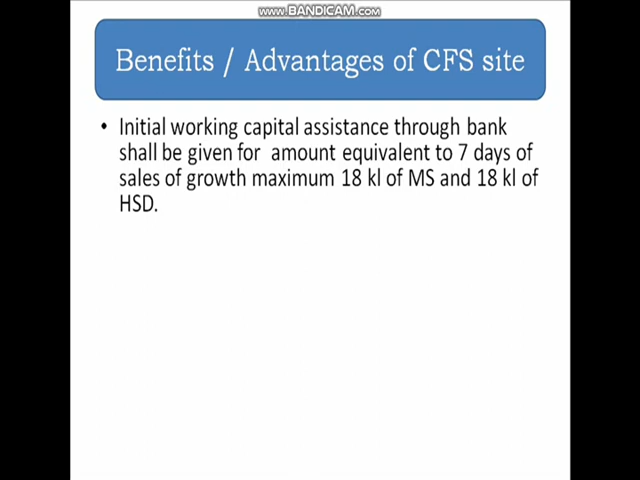 www.BANDICAM.com
Benefits / Advantages of CFS site
• Initial working capital assistance through bank
shall be given for amount equivalent to 7 days of
sales of growth maximum 18 kl of MS and 18 kl of
HSD.